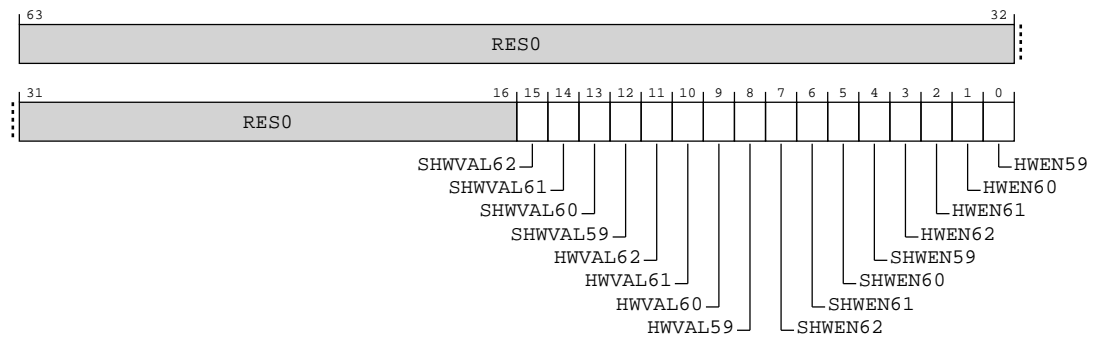 63 32
RES0
31 16 15 14 13 12 11 10 9 8 7 6 5 4 3 2 1 0
RES0
SHWVAL62 HWEN59
SHWVAL61 HWEN60
SHWVAL60 HWEN61
SHWVAL59 HWEN62
HWVAL62 SHWEN59
HWVAL61 SHWEN60
HWVAL60 SHWEN61
HWVAL59 SHWEN62